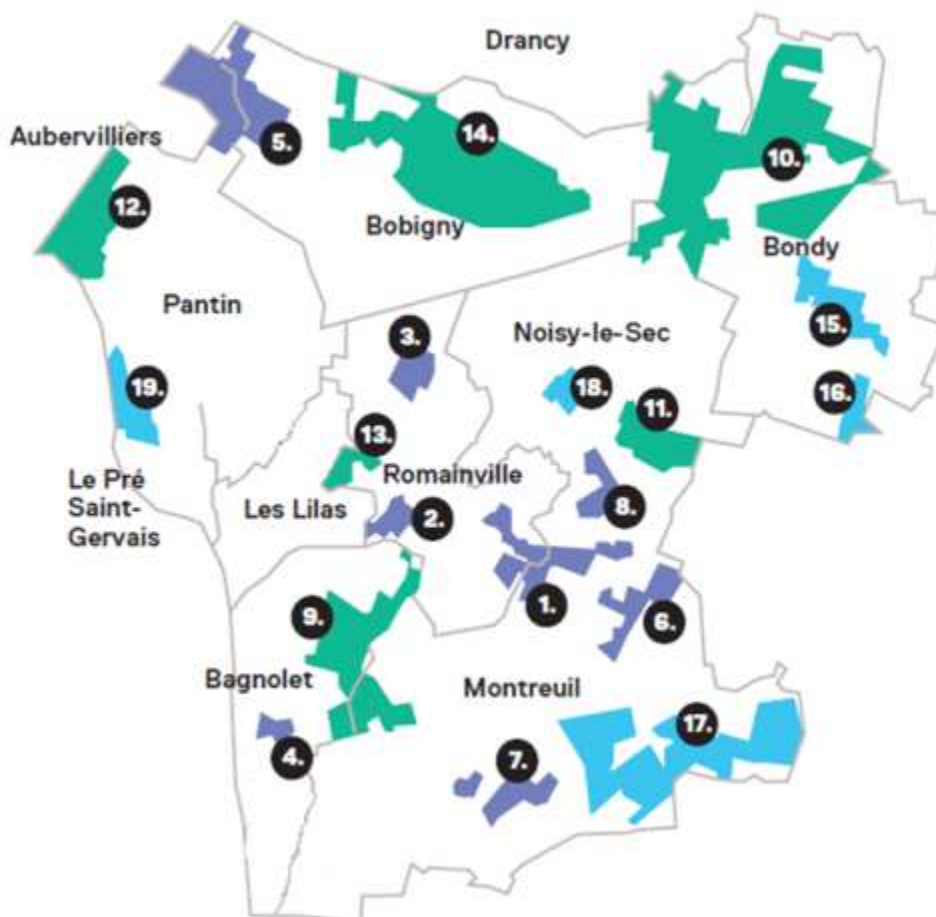 Drancy
Aubervilliers
5.
14.
10.
12.
Bobigny
Bondy
Pantin
3.
Noisy-le-Sec
15.
19.
18.
16.
11.
13.
Romainville
Le Pré
Saint-
Gervais
Les Lilas
2.
8.
1.
9.
6.
Bagnolet
Montreuil
17.
4.
7.